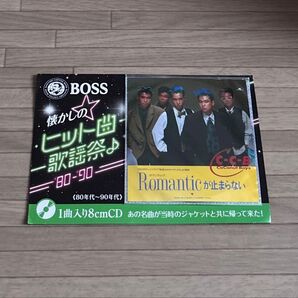 BOSS
懐かしの☆
ヒット曲
歌謡祭♪
'80-90
《80年代~90年代》
1曲入り8cmCD
あの名曲が当時のジャケットと共に帰って来た!
C-C-B
Coconut Boys
Romanticが止まらない